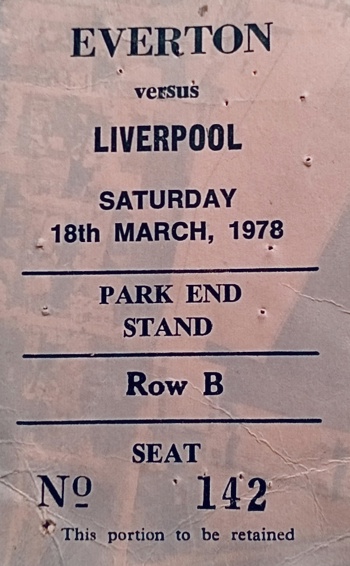 EVERTON
versus
LIVERPOOL
SATURDAY
18th MARCH, 1978
PARK END
STAND
Row B
SEAT
Nº 142
This portion to be retained